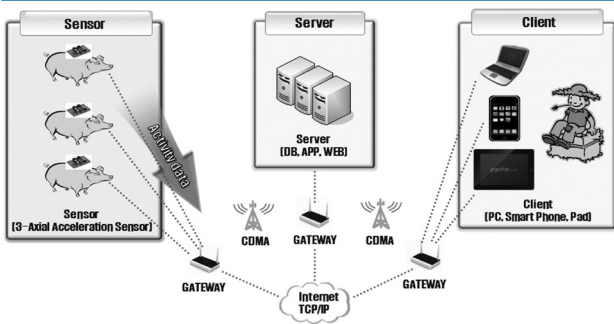 Sensor
Server
Client
Activity data
Sensor
(3-Axial Acceleration Sensor)
Server
(DB, APP, WEB)
Client
(PC, Smart Phone, Pad)
CDMA
GATEWAY
CDMA
GATEWAY
GATEWAY
Internet
TCP/IP